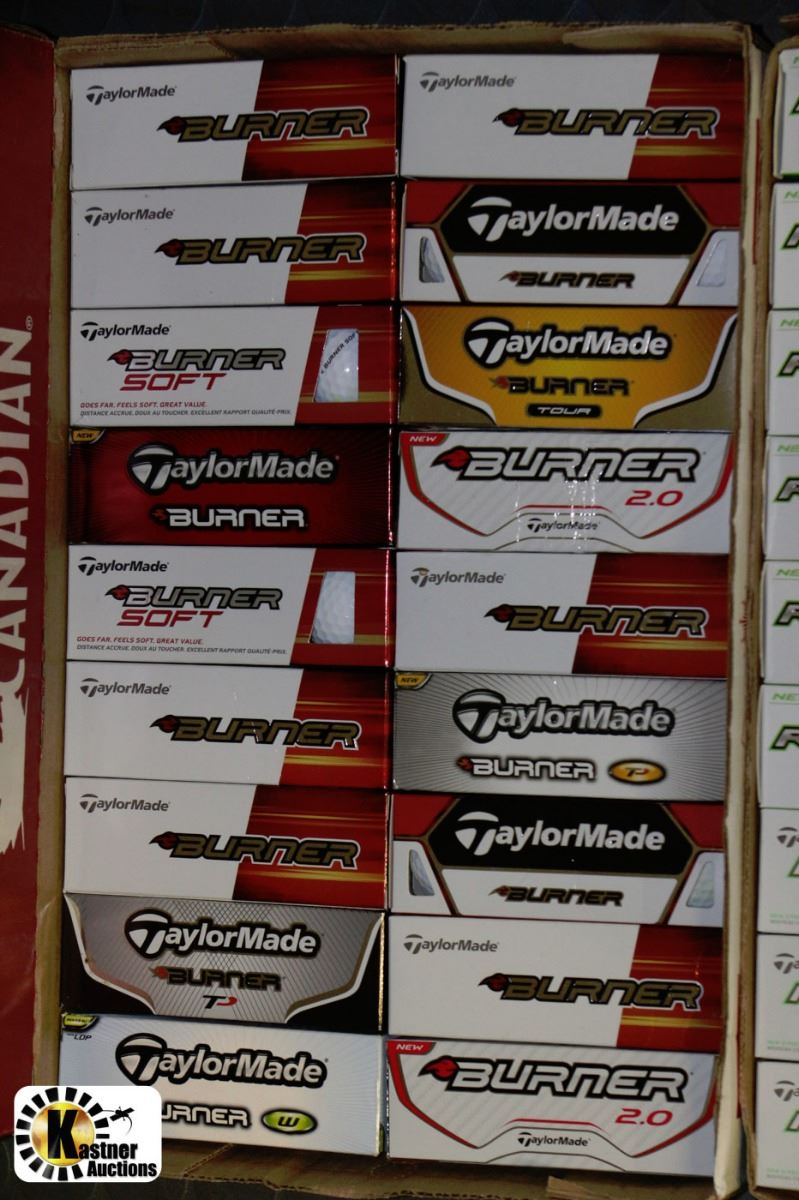 CANADIAN
TaylorMade
BURNER
TaylorMade
BURNER
TaylorMade
BURNER SOFT
BURNER
SOFT
GOES FAR. FEELS SOFT. GREAT VALUE.
DISTANCE ACCRUE. DOUX AU TOUCHER. EXCELLENT RAPPORT QUALITÉ-PRIX.
NEW
TaylorMade
BURNER
TaylorMade
BURNER
SOFT
GOES FAR. FEELS SOFT. GREAT VALUE.
DISTANCE ACCRUE. DOUX AU TOUCHER. EXCELLENT RAPPORT QUALITÉ-PRIX.
TaylorMade
BURNER
TaylorMade
BURNER
TaylorMade
BURNER
TP
LDP
TaylorMade
BURNER W
TaylorMade
BURNER
TaylorMade
BURNER
TaylorMade
BURNER
TOUR
NEW
BURNER
2.0
TaylorMade
TaylorMade
BURNER
NEW
TaylorMade
BURNER TP
TaylorMade
BURNER
TaylorMade
BURNER
NEW
BURNER
2.0
TaylorMade
Kastner
Auctions